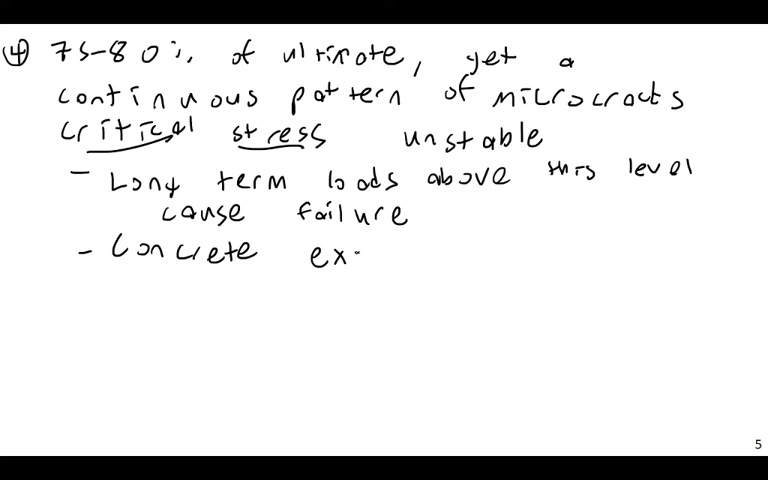 ④ 75-80% of ultimate, yet a
continuous pattern of microcracts
critical stress unstable
- Long term loads above this level
cause failure
- Concrete ex
5